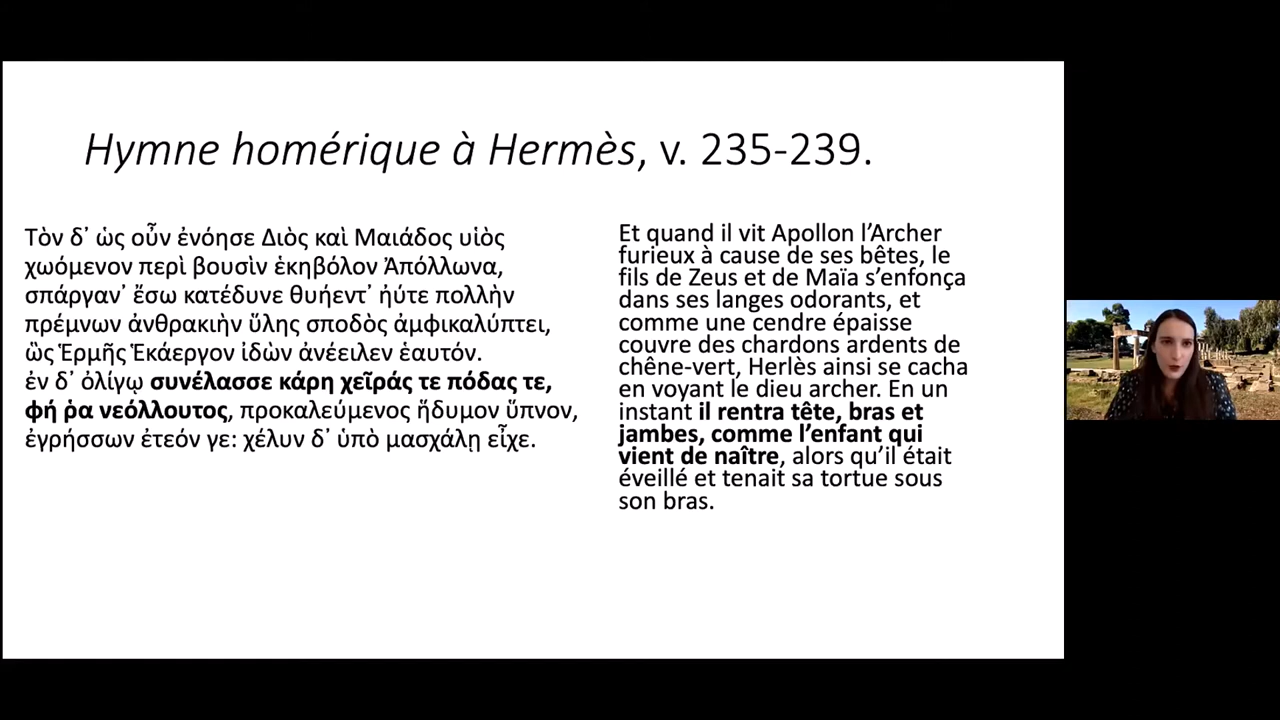 Hymne homérique à Hermès, v. 235-239.
Τὸν δ᾽ ὡς οὖν ἐνόησε Διὸς καὶ Μαιάδος υἱὸς
χωόμενον περὶ βουσὶν ἑκηβόλον Ἀπόλλωνα,
σπάργαν᾽ ἔσω κατέδυνε θυήεντ᾽ ἠύτε πολλὴν
πρέμνων ἀνθρακιὴν ὕλης σποδὸς ἀμφικαλύπτει,
ὣς Ἑρμῆς Ἑκάεργον ἰδὼν ἀνέειλεν ἑαυτόν.
ἐν δ᾽ ὀλίγῳ συνέλασσε κάρη χεῖράς τε πόδας τε,
φή ῥα νεόλλουτος, προκαλεύμενος ἥδυμον ὕπνον,
ἐγρήσσων ἐτεόν γε: χέλυν δ᾽ ὑπὸ μασχάλῃ εἶχε.
Et quand il vit Apollon l’Archer
furieux à cause de ses bêtes, le
fils de Zeus et de Maïa s’enfonça
dans ses langes odorants, et
comme une cendre épaisse
couvre des chardons ardents de
chêne-vert, Herlès ainsi se cacha
en voyant le dieu archer. En un
instant il rentra tête, bras et
jambes, comme l’enfant qui
vient de naître, alors qu’il était
éveillé et tenait sa tortue sous
son bras.